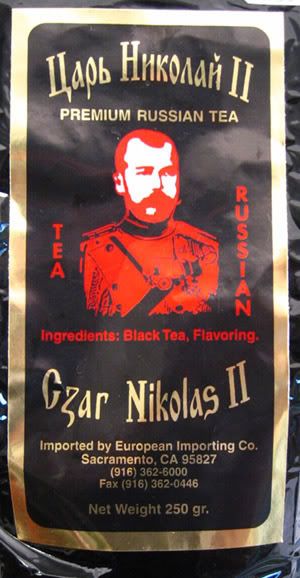 Царь Николай II
PREMIUM RUSSIAN TEA
TEA
RUSSIAN
Ingredients: Black Tea, Flavoring.
Czar Nikolas II
Imported by European Importing Co.
Sacramento, CA 95827
(916) 362-6000
Fax (916) 362-0446
Net Weight 250 gr.